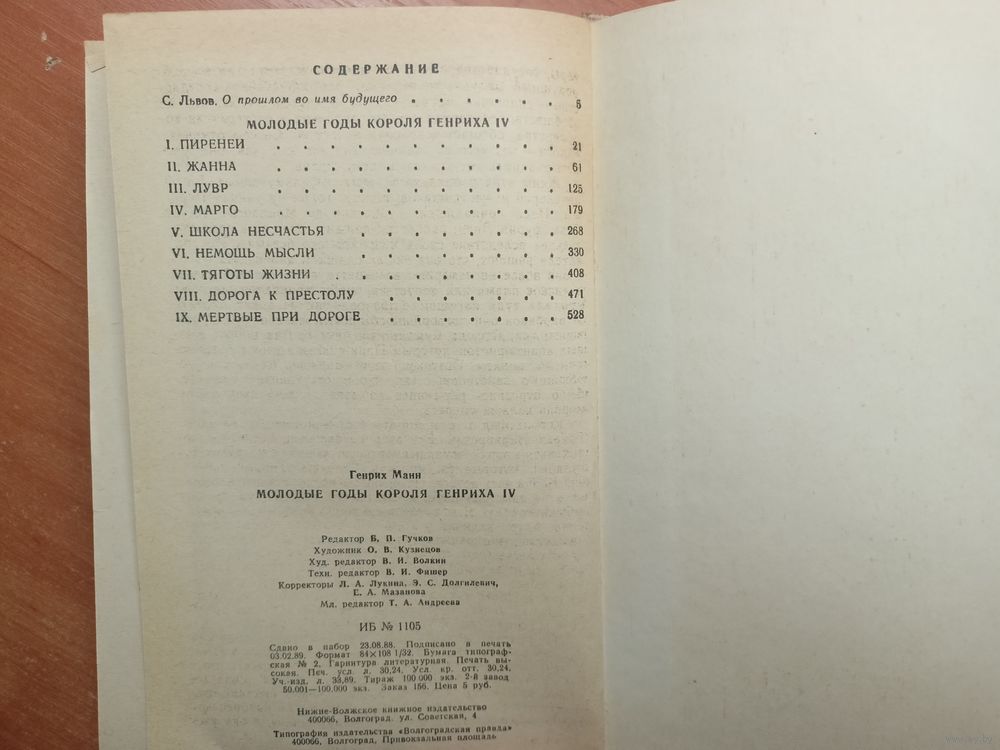 СОДЕРЖАНИЕ
С. Львов. О прошлом во имя будущего . . . . . . 5
МОЛОДЫЕ ГОДЫ КОРОЛЯ ГЕНРИХА IV
I. ПИРЕНЕИ . . . . . . . . . . . 21
II. ЖАННА . . . . . . . . . . . 61
III. ЛУВР . . . . . . . . . . . 125
IV. МАРГО . . . . . . . . . . . 179
V. ШКОЛА НЕСЧАСТЬЯ . . . . . . . . 268
VI. НЕМОЩЬ МЫСЛИ . . . . . . . . 330
VII. ТЯГОТЫ ЖИЗНИ . . . . . . . . . 408
VIII. ДОРОГА К ПРЕСТОЛУ . . . . . . . 471
IX. МЕРТВЫЕ ПРИ ДОРОГЕ . . . . . . . 528
Генрих Манн
МОЛОДЫЕ ГОДЫ КОРОЛЯ ГЕНРИХА IV
Редактор Б. П. Гучков
Художник О. В. Кузнецов
Худ. редактор В. И. Волкин
Техн. редактор В. И. Фишер
Корректоры Л. А. Лукина, Э. С. Долгилевич,
Е. А. Мазанова
Мл. редактор Т. А. Андреева
ИБ № 1105
Сдано в набор 23.08.88. Подписано в печать
03.02.89. Формат 84×108 1/32. Бумага типограф-
ская № 2. Гарнитура литературная. Печать вы-
сокая. Печ. усл л. 30,24. Усл. кр. отт. 30,24.
Уч.-изд. л. 33,89. Тираж 100 000 экз. 2-й завод
50.001—100.000 экз. Заказ 156. Цена 5 руб.
Нижне-Волжское книжное издательство
400066, Волгоград. ул. Советская, 4
Типография издательства «Волгоградская правда»
400066, Волгоград, Привокзальная площадь